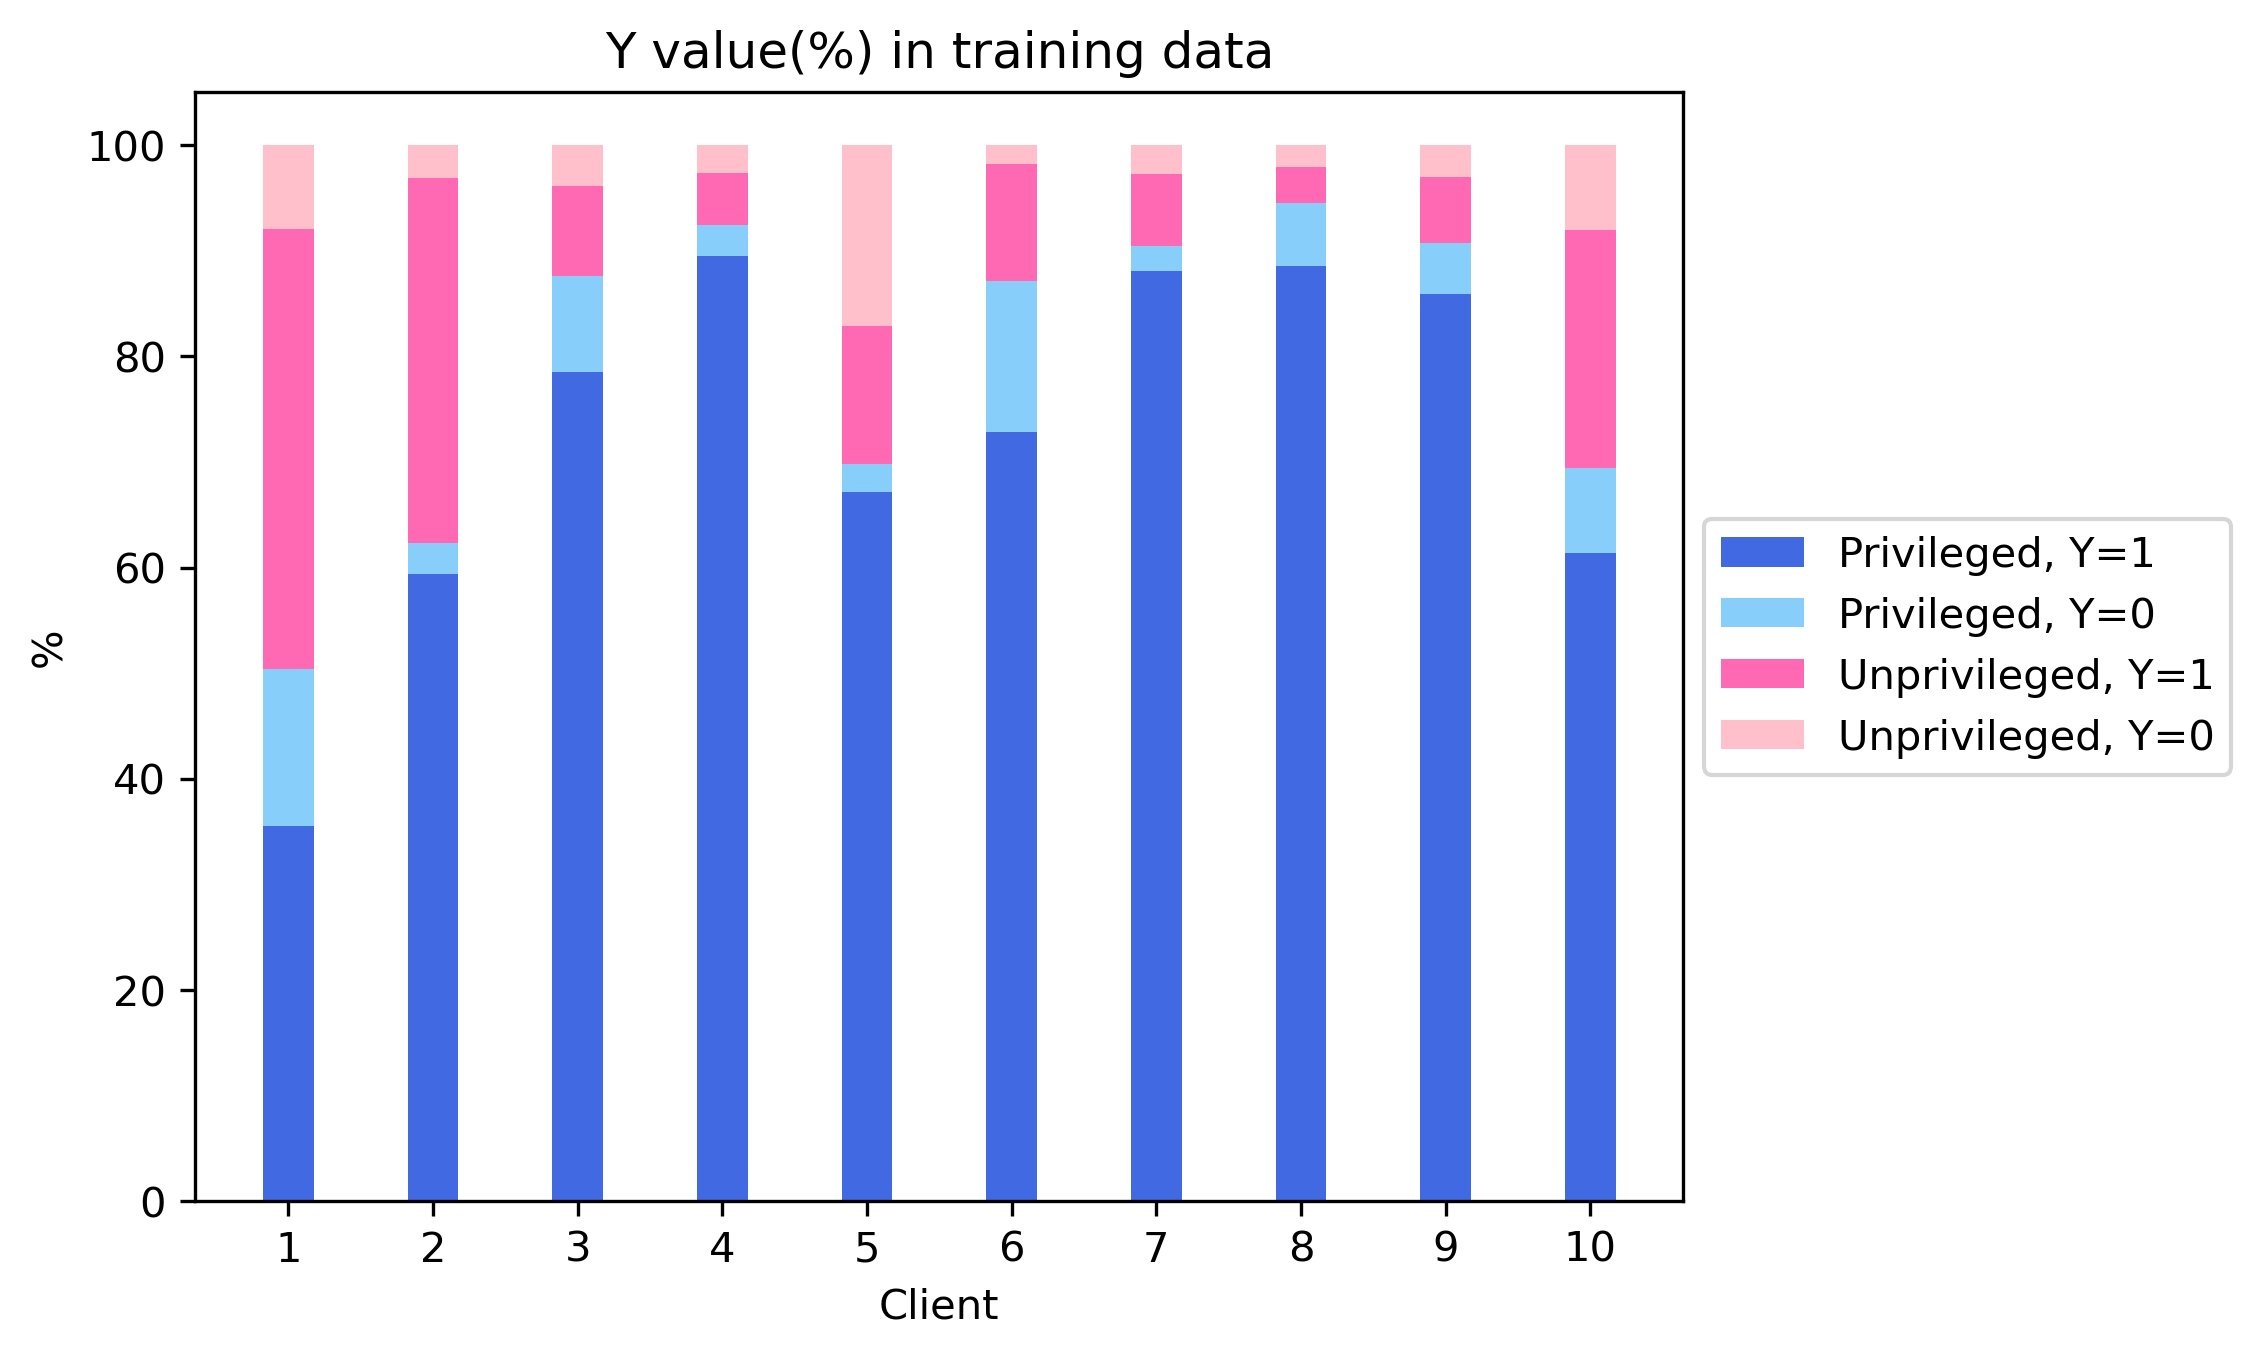 Y value(%) in training data
%
100
80
60
40
20
0
1 2 3 4 5 6 7 8 9 10
Client
Privileged, Y=1
Privileged, Y=0
Unprivileged, Y=1
Unprivileged, Y=0